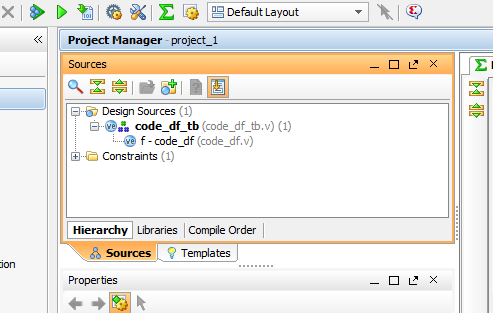 Default Layout
Project Manager - project_1
Sources
Design Sources (1)
code_df_tb (code_df_tb.v) (1)
f - code_df (code_df.v)
Constraints (1)
Hierarchy Libraries Compile Order
Sources Templates
tion
Properties